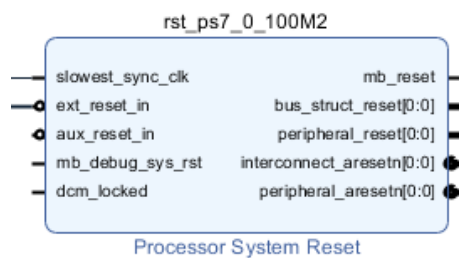 rst_ps7_0_100M2
slowest_sync_clk
ext_reset_in
aux_reset_in
mb_debug_sys_rst
dcm_locked
mb_reset
bus_struct_reset[0:0]
peripheral_reset[0:0]
interconnect_aresetn[0:0]
peripheral_aresetn[0:0]
Processor System Reset